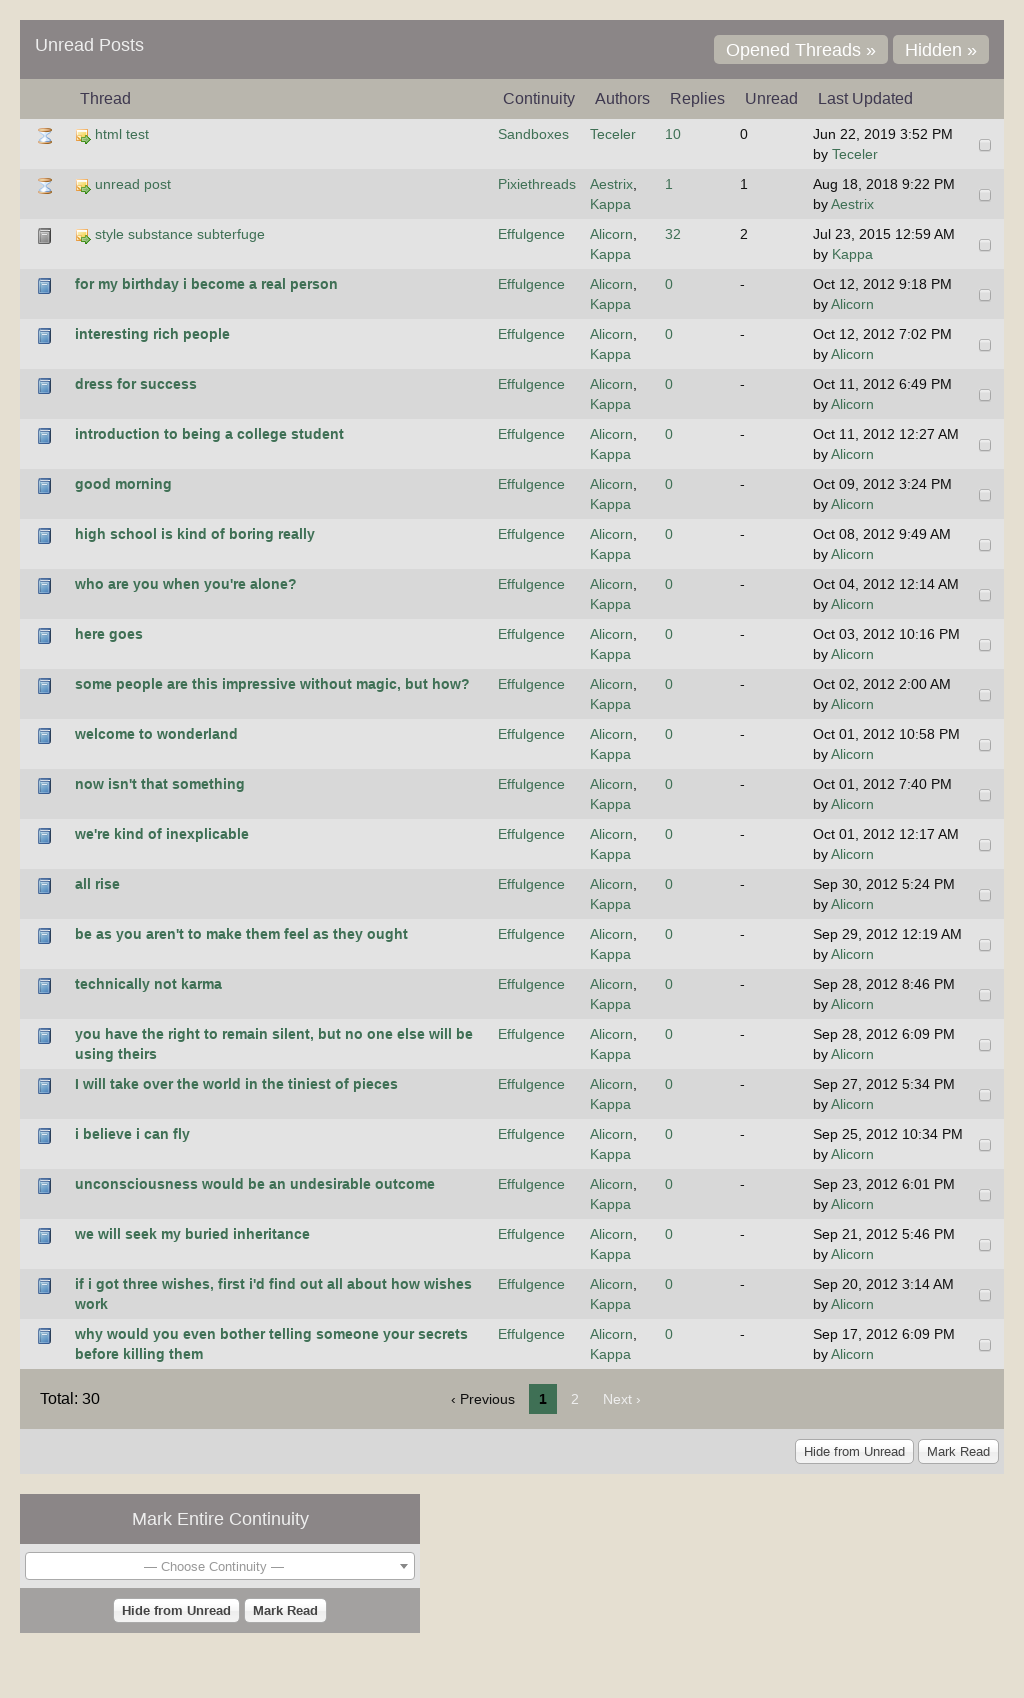 Unread Posts Opened Threads » Hidden »
Thread Continuity Authors Replies Unread Last Updated
html test Sandboxes Teceler 10 0 Jun 22, 2019 3:52 PM
by Teceler
unread post Pixiethreads Aestrix, 1 1 Aug 18, 2018 9:22 PM
Kappa by Aestrix
style substance subterfuge Effulgence Alicorn, 32 2 Jul 23, 2015 12:59 AM
Kappa by Kappa
for my birthday i become a real person Effulgence Alicorn, 0 - Oct 12, 2012 9:18 PM
Kappa by Alicorn
interesting rich people Effulgence Alicorn, 0 - Oct 12, 2012 7:02 PM
Kappa by Alicorn
dress for success Effulgence Alicorn, 0 - Oct 11, 2012 6:49 PM
Kappa by Alicorn
introduction to being a college student Effulgence Alicorn, 0 - Oct 11, 2012 12:27 AM
Kappa by Alicorn
good morning Effulgence Alicorn, 0 - Oct 09, 2012 3:24 PM
Kappa by Alicorn
high school is kind of boring really Effulgence Alicorn, 0 - Oct 08, 2012 9:49 AM
Kappa by Alicorn
who are you when you're alone? Effulgence Alicorn, 0 - Oct 04, 2012 12:14 AM
Kappa by Alicorn
here goes Effulgence Alicorn, 0 - Oct 03, 2012 10:16 PM
Kappa by Alicorn
some people are this impressive without magic, but how? Effulgence Alicorn, 0 - Oct 02, 2012 2:00 AM
Kappa by Alicorn
welcome to wonderland Effulgence Alicorn, 0 - Oct 01, 2012 10:58 PM
Kappa by Alicorn
now isn't that something Effulgence Alicorn, 0 - Oct 01, 2012 7:40 PM
Kappa by Alicorn
we're kind of inexplicable Effulgence Alicorn, 0 - Oct 01, 2012 12:17 AM
Kappa by Alicorn
all rise Effulgence Alicorn, 0 - Sep 30, 2012 5:24 PM
Kappa by Alicorn
be as you aren't to make them feel as they ought Effulgence Alicorn, 0 - Sep 29, 2012 12:19 AM
Kappa by Alicorn
technically not karma Effulgence Alicorn, 0 - Sep 28, 2012 8:46 PM
Kappa by Alicorn
you have the right to remain silent, but no one else will be Effulgence Alicorn, 0 - Sep 28, 2012 6:09 PM
using theirs Kappa by Alicorn
I will take over the world in the tiniest of pieces Effulgence Alicorn, 0 - Sep 27, 2012 5:34 PM
Kappa by Alicorn
i believe i can fly Effulgence Alicorn, 0 - Sep 25, 2012 10:34 PM
Kappa by Alicorn
unconsciousness would be an undesirable outcome Effulgence Alicorn, 0 - Sep 23, 2012 6:01 PM
Kappa by Alicorn
we will seek my buried inheritance Effulgence Alicorn, 0 - Sep 21, 2012 5:46 PM
Kappa by Alicorn
if i got three wishes, first i'd find out all about how wishes Effulgence Alicorn, 0 - Sep 20, 2012 3:14 AM
work Kappa by Alicorn
why would you even bother telling someone your secrets Effulgence Alicorn, 0 - Sep 17, 2012 6:09 PM
before killing them Kappa by Alicorn
Total: 30 ‹ Previous 1 2 Next ›
Hide from Unread Mark Read
Mark Entire Continuity
— Choose Continuity —
Hide from Unread Mark Read